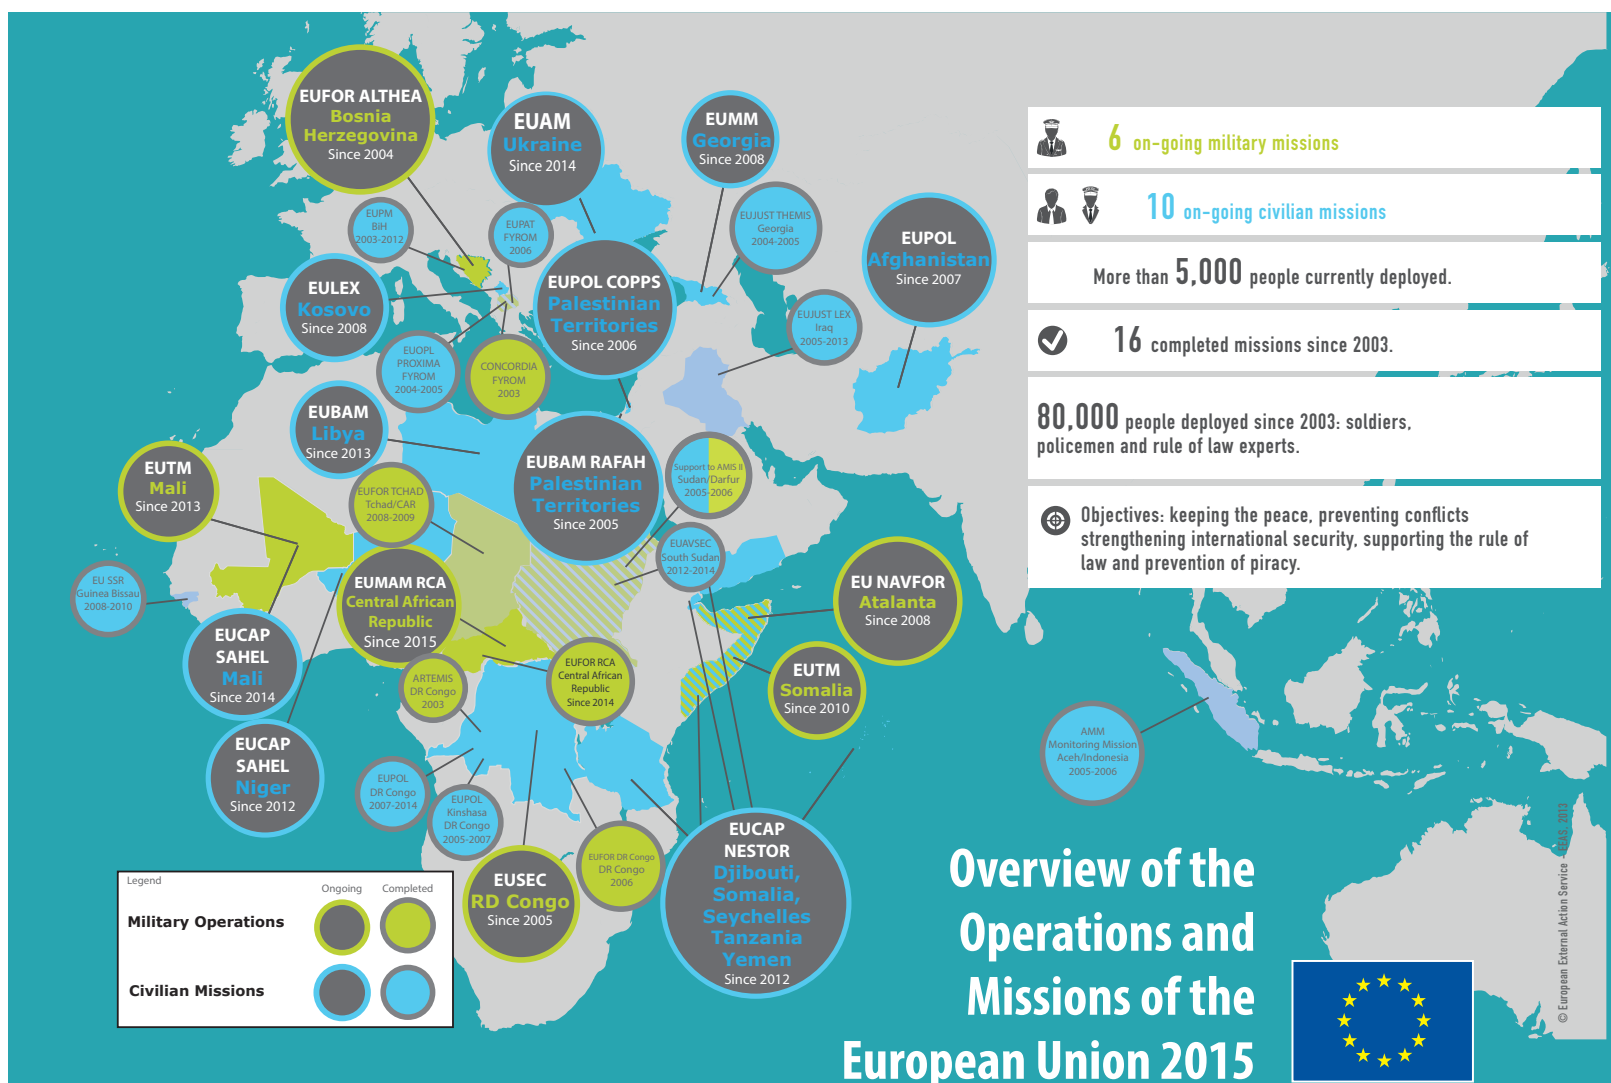 EUFOR ALTHEA
Bosnia
Herzegovina
Since 2004
EUAM
Ukraine
Since 2014
EUMM
Georgia
Since 2008
EUPM
BiH
2003-2012
EUPAT
FYROM
2006
EUJUST THEMIS
Georgia
2004-2005
EUPOL
Afghanistan
Since 2007
EULEX
Kosovo
Since 2008
EUPOL COPPS
Palestinian
Territories
Since 2006
EUJUST LEX
Iraq
2005-2013
EUOPL
PROXIMA
FYROM
2004-2005
CONCORDIA
FYROM
2003
EUBAM
Libya
Since 2013
EUTM
Mali
Since 2013
EUFOR TCHAD
Tchad/CAR
2008-2009
EUBAM RAFAH
Palestinian
Territories
Since 2005
Support to AMIS II
Sudan/Darfur
2005-2006
EUAVSEC
South Sudan
2012-2014
EU SSR
Guinea Bissau
2008-2010
EUMAM RCA
Central African
Republic
Since 2015
EU NAVFOR
Atalanta
Since 2008
EUCAP
SAHEL
Mali
Since 2014
ARTEMIS
DR Congo
2003
EUFOR RCA
Central African
Republic
Since 2014
EUTM
Somalia
Since 2010
EUCAP
SAHEL
Niger
Since 2012
EUPOL
DR Congo
2007-2014
EUPOL
Kinshasa
DR Congo
2005-2007
AMM
Monitoring Mission
Aceh/Indonesia
2005-2006
EUSEC
RD Congo
Since 2005
EUFOR DR Congo
DR Congo
2006
EUCAP
NESTOR
Djibouti,
Somalia,
Seychelles
Tanzania
Yemen
Since 2012
6 on-going military missions
10 on-going civilian missions
More than 5,000 people currently deployed.
16 completed missions since 2003.
80,000 people deployed since 2003: soldiers,
policemen and rule of law experts.
Objectives: keeping the peace, preventing conflicts
strengthening international security, supporting the rule of
law and prevention of piracy.
Legend
Ongoing Completed
Military Operations
Civilian Missions
Overview of the
Operations and
Missions of the
European Union 2015
© European External Action Service - EEAS, 2013